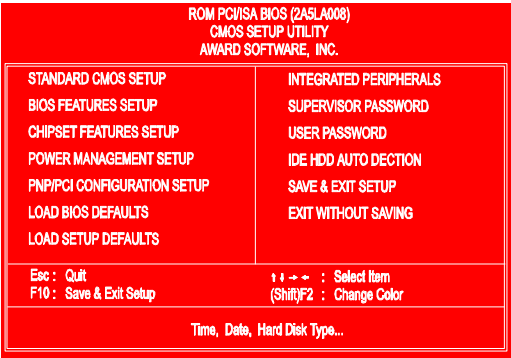 ROM PCI/ISA BIOS (2A5LA008)
CMOS SETUP UTILITY
AWARD SOFTWARE, INC.
STANDARD CMOS SETUP
BIOS FEATURES SETUP
CHIPSET FEATURES SETUP
POWER MANAGEMENT SETUP
PNP/PCI CONFIGURATION SETUP
LOAD BIOS DEFAULTS
LOAD SETUP DEFAULTS
INTEGRATED PERIPHERALS
SUPERVISOR PASSWORD
USER PASSWORD
IDE HDD AUTO DECTION
SAVE & EXIT SETUP
EXIT WITHOUT SAVING
Esc : Quit
F10 : Save & Exit Setup
↑ ↓ → ← : Select Item
(Shift)F2 : Change Color
Time, Date, Hard Disk Type...